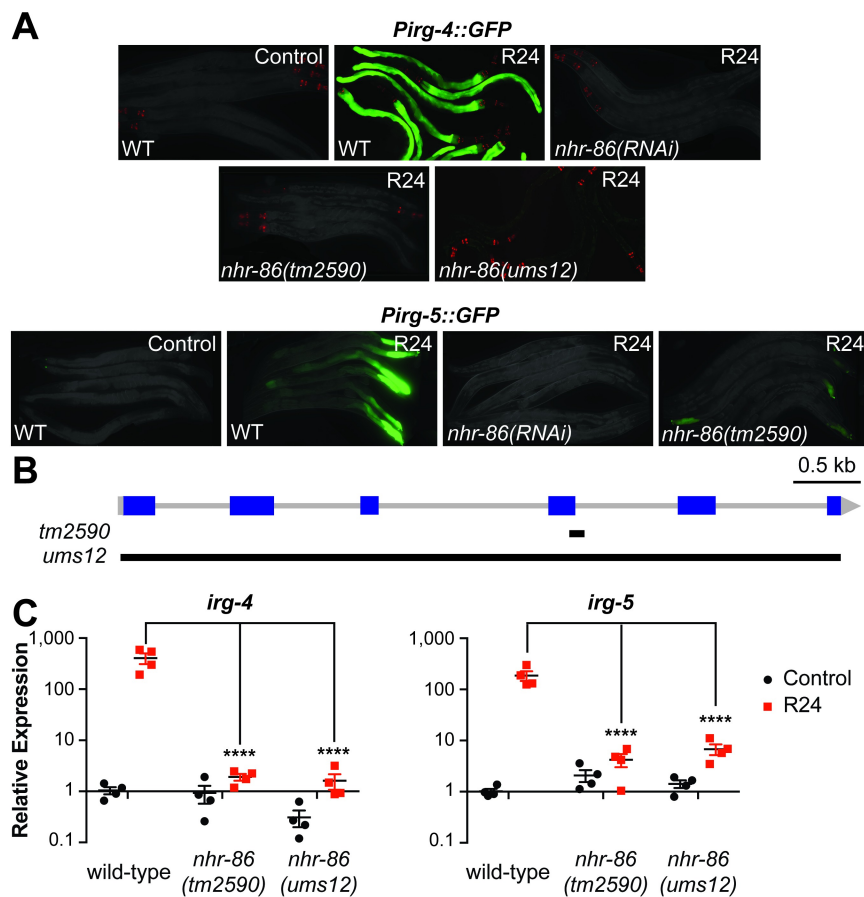 A
Pirg-4::GFP
Control
WT
R24
WT
R24
nhr-86(RNAi)
R24
nhr-86(tm2590)
R24
nhr-86(ums12)
Pirg-5::GFP
Control
WT
R24
WT
R24
nhr-86(RNAi)
R24
nhr-86(tm2590)
B
0.5 kb
tm2590
ums12
C
irg-4
Relative Expression
1,000
100
10
1
0.1
****
****
wild-type
nhr-86
(tm2590)
nhr-86
(ums12)
irg-5
1,000
100
10
1
0.1
****
****
wild-type
nhr-86
(tm2590)
nhr-86
(ums12)
Control
R24